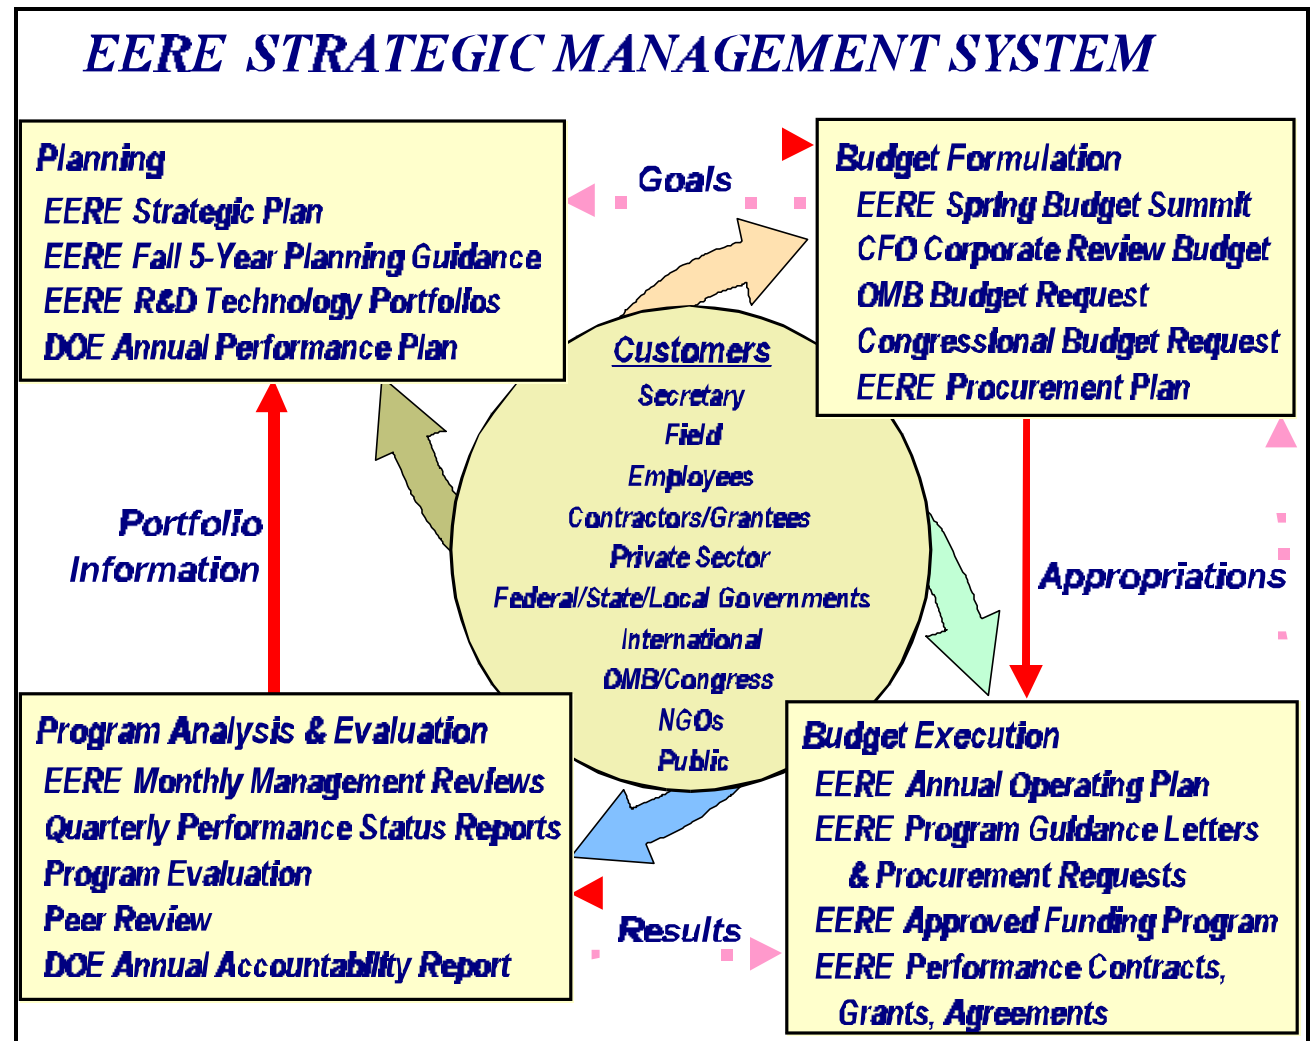 EERE STRATEGIC MANAGEMENT SYSTEM
Planning
EERE Strategic Plan
EERE Fall 5-Year Planning Guidance
EERE R&D Technology Portfolios
DOE Annual Performance Plan
Goals
Budget Formulation
EERE Spring Budget Summit
CFO Corporate Review Budget
OMB Budget Request
Congressional Budget Request
EERE Procurement Plan
Customers
Secretary
Field
Employees
Contractors/Grantees
Private Sector
Federal/State/Local Governments
International
OMB/Congress
NGOs
Public
Portfolio
Information
Appropriations
Program Analysis & Evaluation
EERE Monthly Management Reviews
Quarterly Performance Status Reports
Program Evaluation
Peer Review
DOE Annual Accountability Report
Results
Budget Execution
EERE Annual Operating Plan
EERE Program Guidance Letters
& Procurement Requests
EERE Approved Funding Program
EERE Performance Contracts,
Grants, Agreements